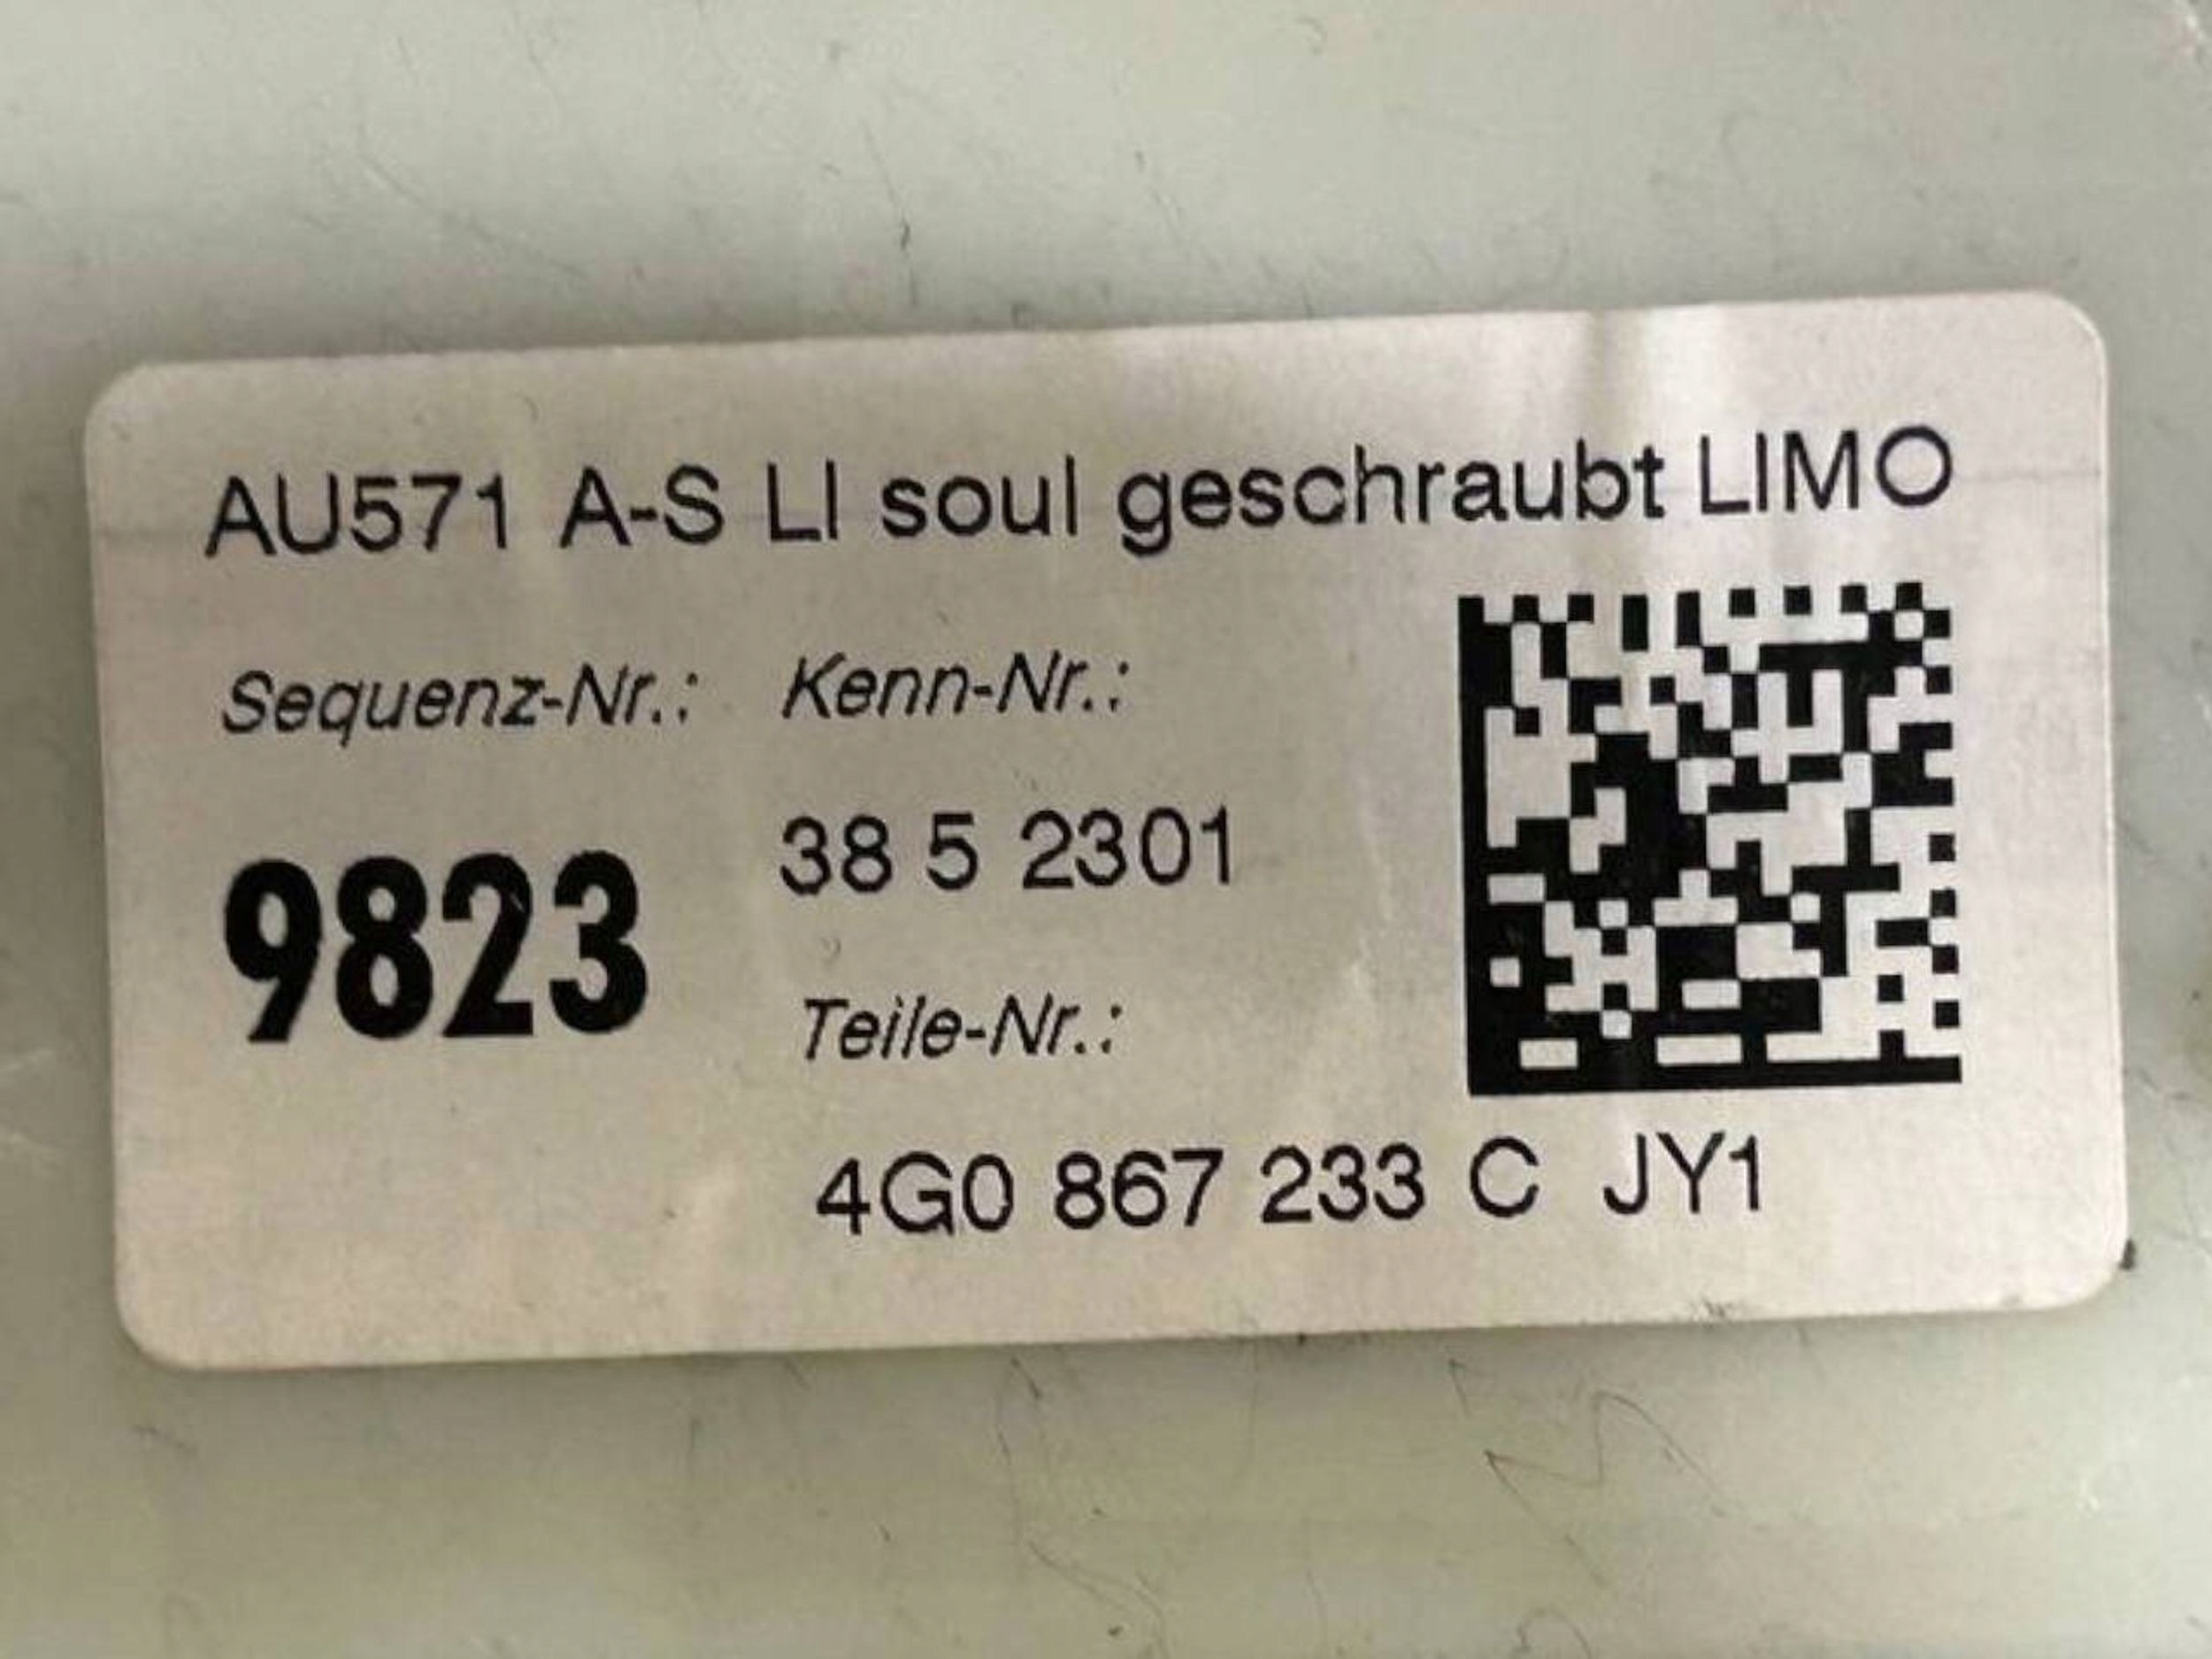 AU571 A-S LI soul geschraubt LIMO
Sequenz-Nr.: Kenn-Nr.:
9823 38 5 2301
Teile-Nr.:
4G0 867 233 C JY1